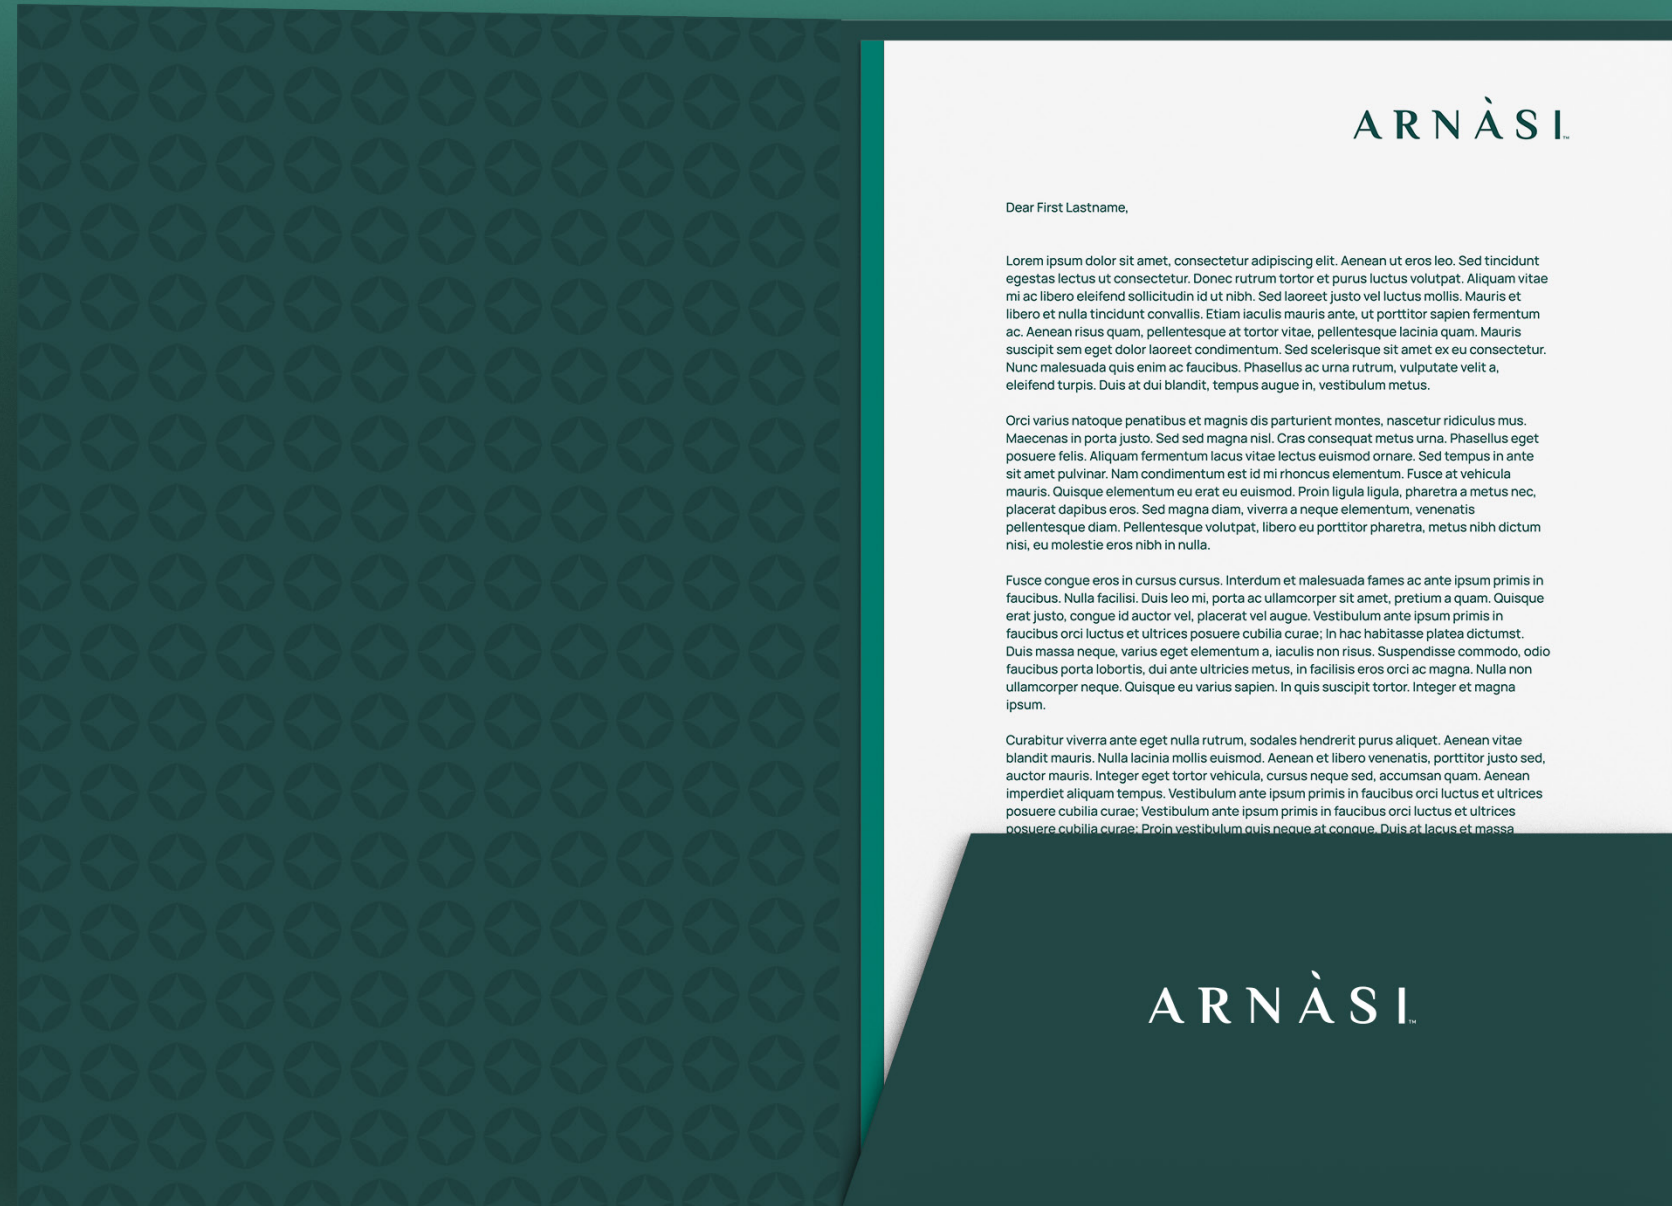 ARNÀSI™
Dear First Lastname,
Lorem ipsum dolor sit amet, consectetur adipiscing elit. Aenean ut eros leo. Sed tincidunt
egestas lectus ut consectetur. Donec rutrum tortor et purus luctus volutpat. Aliquam vitae
mi ac libero eleifend sollicitudin id ut nibh. Sed laoreet justo vel luctus mollis. Mauris et
libero et nulla tincidunt convallis. Etiam iaculis mauris ante, ut porttitor sapien fermentum
ac. Aenean risus quam, pellentesque at tortor vitae, pellentesque lacinia quam. Mauris
suscipit sem eget dolor laoreet condimentum. Sed scelerisque sit amet ex eu consectetur.
Nunc malesuada quis enim ac faucibus. Phasellus ac urna rutrum, vulputate velit a,
eleifend turpis. Duis at dui blandit, tempus augue in, vestibulum metus.
Orci varius natoque penatibus et magnis dis parturient montes, nascetur ridiculus mus.
Maecenas in porta justo. Sed sed magna nisl. Cras consequat metus urna. Phasellus eget
posuere felis. Aliquam fermentum lacus vitae lectus euismod ornare. Sed tempus in ante
sit amet pulvinar. Nam condimentum est id mi rhoncus elementum. Fusce at vehicula
mauris. Quisque elementum eu erat eu euismod. Proin ligula ligula, pharetra a metus nec,
placerat dapibus eros. Sed magna diam, viverra a neque elementum, venenatis
pellentesque diam. Pellentesque volutpat, libero eu porttitor pharetra, metus nibh dictum
nisi, eu molestie eros nibh in nulla.
Fusce congue eros in cursus cursus. Interdum et malesuada fames ac ante ipsum primis in
faucibus. Nulla facilisi. Duis leo mi, porta ac ullamcorper sit amet, pretium a quam. Quisque
erat justo, congue id auctor vel, placerat vel augue. Vestibulum ante ipsum primis in
faucibus orci luctus et ultrices posuere cubilia curae; In hac habitasse platea dictumst.
Duis massa neque, varius eget elementum a, iaculis non risus. Suspendisse commodo, odio
faucibus porta lobortis, dui ante ultricies metus, in facilisis eros orci ac magna. Nulla non
ullamcorper neque. Quisque eu varius sapien. In quis suscipit tortor. Integer et magna
ipsum.
Curabitur viverra ante eget nulla rutrum, sodales hendrerit purus aliquet. Aenean vitae
blandit mauris. Nulla lacinia mollis euismod. Aenean et libero venenatis, porttitor justo sed,
auctor mauris. Integer eget tortor vehicula, cursus neque sed, accumsan quam. Aenean
imperdiet aliquam tempus. Vestibulum ante ipsum primis in faucibus orci luctus et ultrices
posuere cubilia curae; Vestibulum ante ipsum primis in faucibus orci luctus et ultrices
posuere cubilia curae; Proin vestibulum quis neque at congue. Duis at lacus et massa
ARNÀSI™